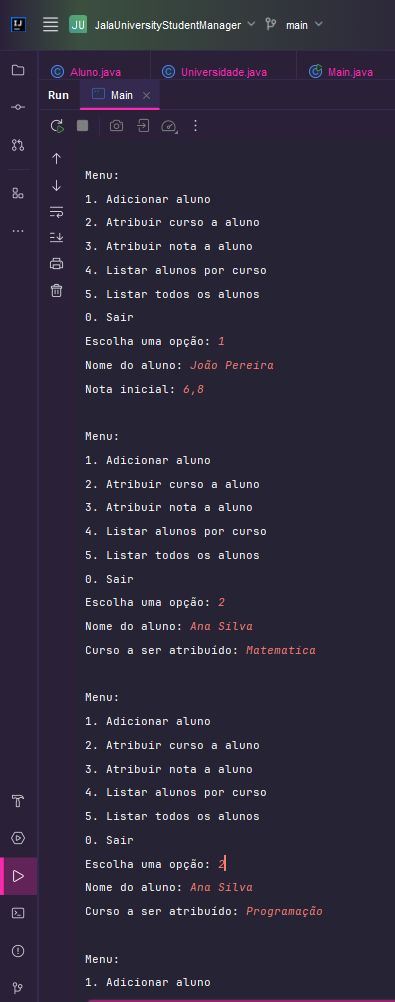 JU JalaUniversityStudentManager main
Aluno.java Universidade.java Main.java
Run Main
Menu:
1. Adicionar aluno
2. Atribuir curso a aluno
3. Atribuir nota a aluno
4. Listar alunos por curso
5. Listar todos os alunos
0. Sair
Escolha uma opção: 1
Nome do aluno: João Pereira
Nota inicial: 6,8
Menu:
1. Adicionar aluno
2. Atribuir curso a aluno
3. Atribuir nota a aluno
4. Listar alunos por curso
5. Listar todos os alunos
0. Sair
Escolha uma opção: 2
Nome do aluno: Ana Silva
Curso a ser atribuído: Matematica
Menu:
1. Adicionar aluno
2. Atribuir curso a aluno
3. Atribuir nota a aluno
4. Listar alunos por curso
5. Listar todos os alunos
0. Sair
Escolha uma opção: 2
Nome do aluno: Ana Silva
Curso a ser atribuído: Programação
Menu:
1. Adicionar aluno